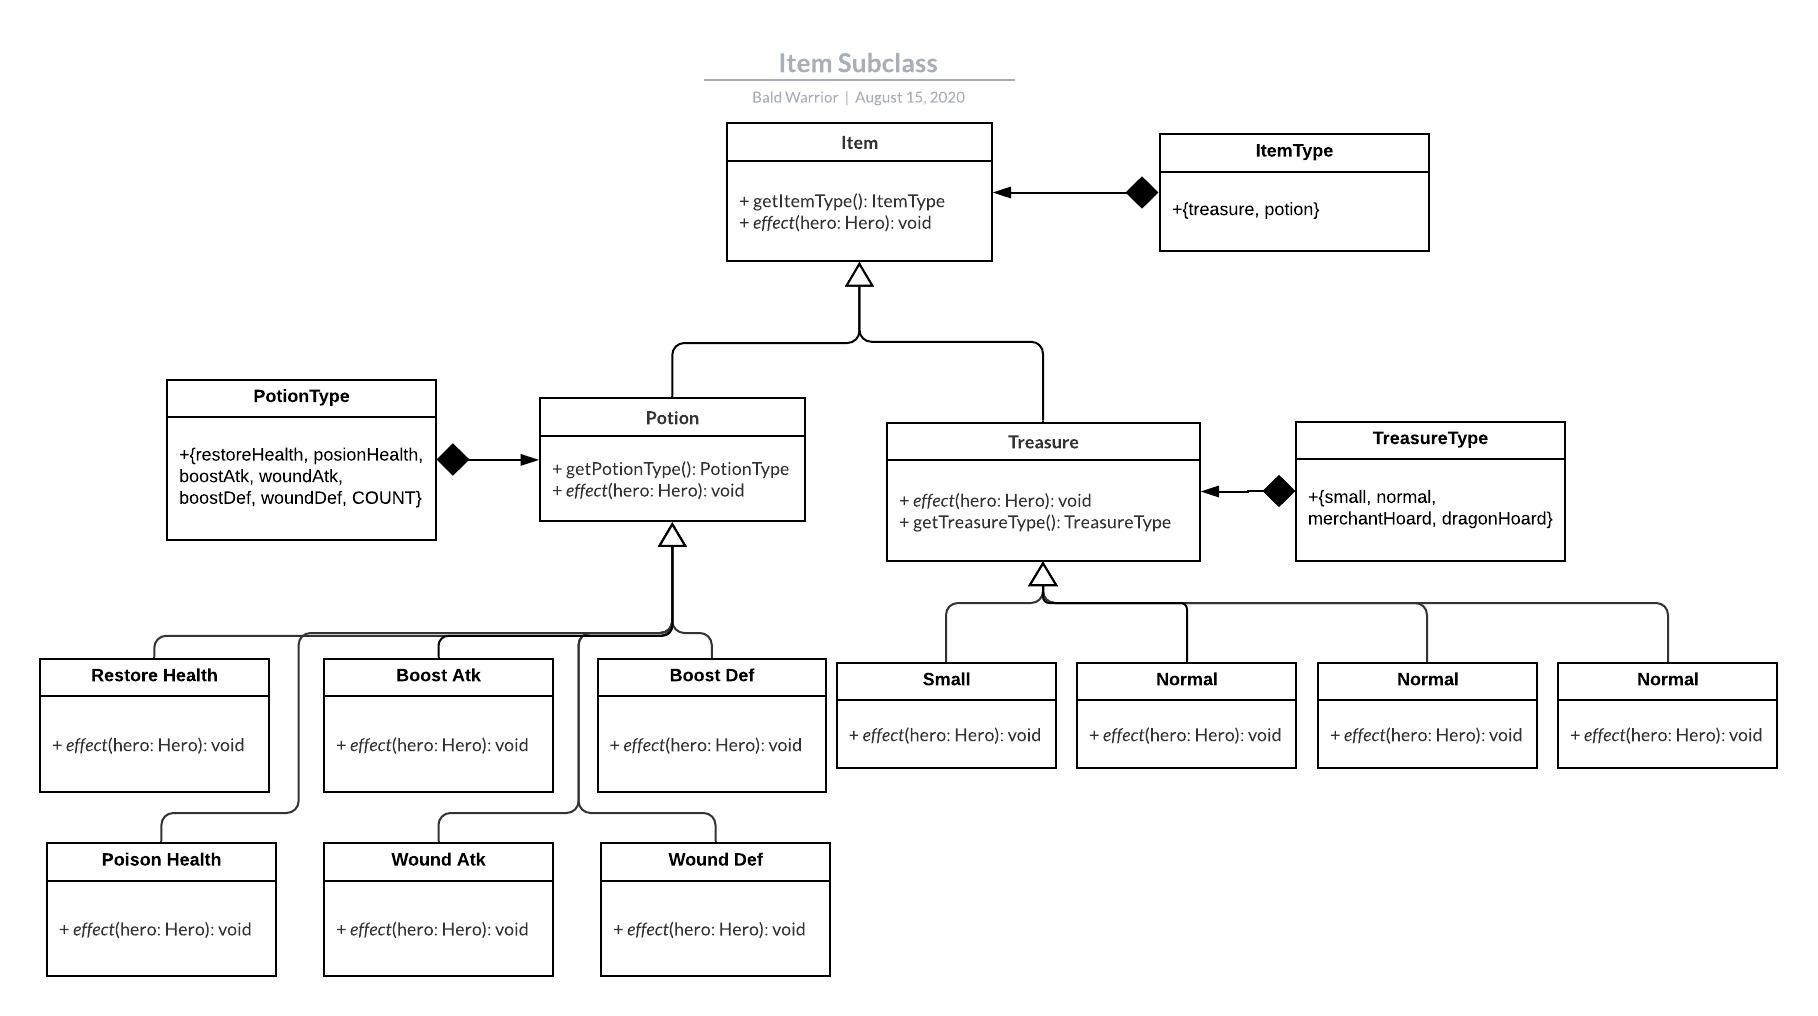 Item Subclass
Bald Warrior | August 15, 2020
Item
+ getItemType(): ItemType
+ effect(hero: Hero): void
ItemType
+{treasure, potion}
PotionType
+{restoreHealth, posionHealth,
boostAtk, woundAtk,
boostDef, woundDef, COUNT}
Potion
+ getPotionType(): PotionType
+ effect(hero: Hero): void
Treasure
+ effect(hero: Hero): void
+ getTreasureType(): TreasureType
TreasureType
+{small, normal,
merchantHoard, dragonHoard}
Restore Health
+ effect(hero: Hero): void
Boost Atk
+ effect(hero: Hero): void
Boost Def
+ effect(hero: Hero): void
Small
+ effect(hero: Hero): void
Normal
+ effect(hero: Hero): void
Normal
+ effect(hero: Hero): void
Normal
+ effect(hero: Hero): void
Poison Health
+ effect(hero: Hero): void
Wound Atk
+ effect(hero: Hero): void
Wound Def
+ effect(hero: Hero): void